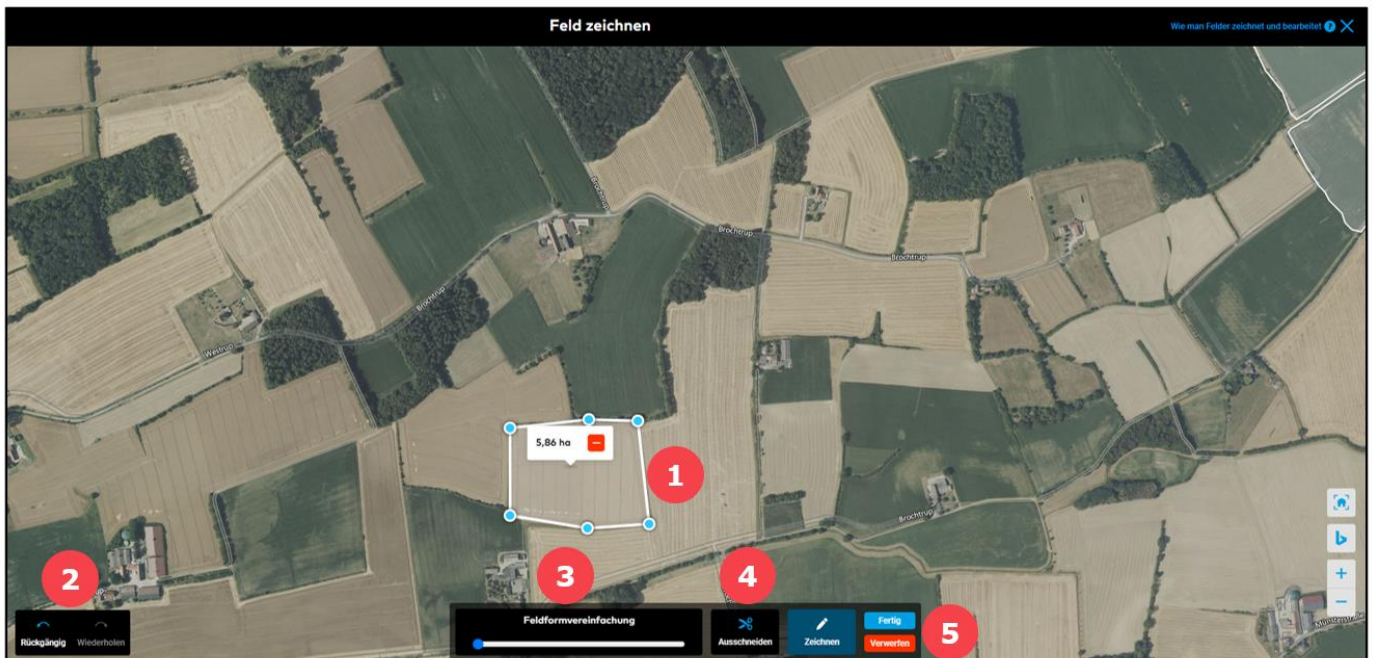 Feld zeichnen
Wie man Felder zeichnet und bearbeitet ?
Brochtrup
Brochtrup
Brochtrup
Brochtrup
Westrup
5,86 ha
1
Brochtrup
2
3
4
5
Feldformvereinfachung
Rückgängig
Wiederholen
Ausschneiden
Zeichnen
Fertig
Verwerfen
+
−